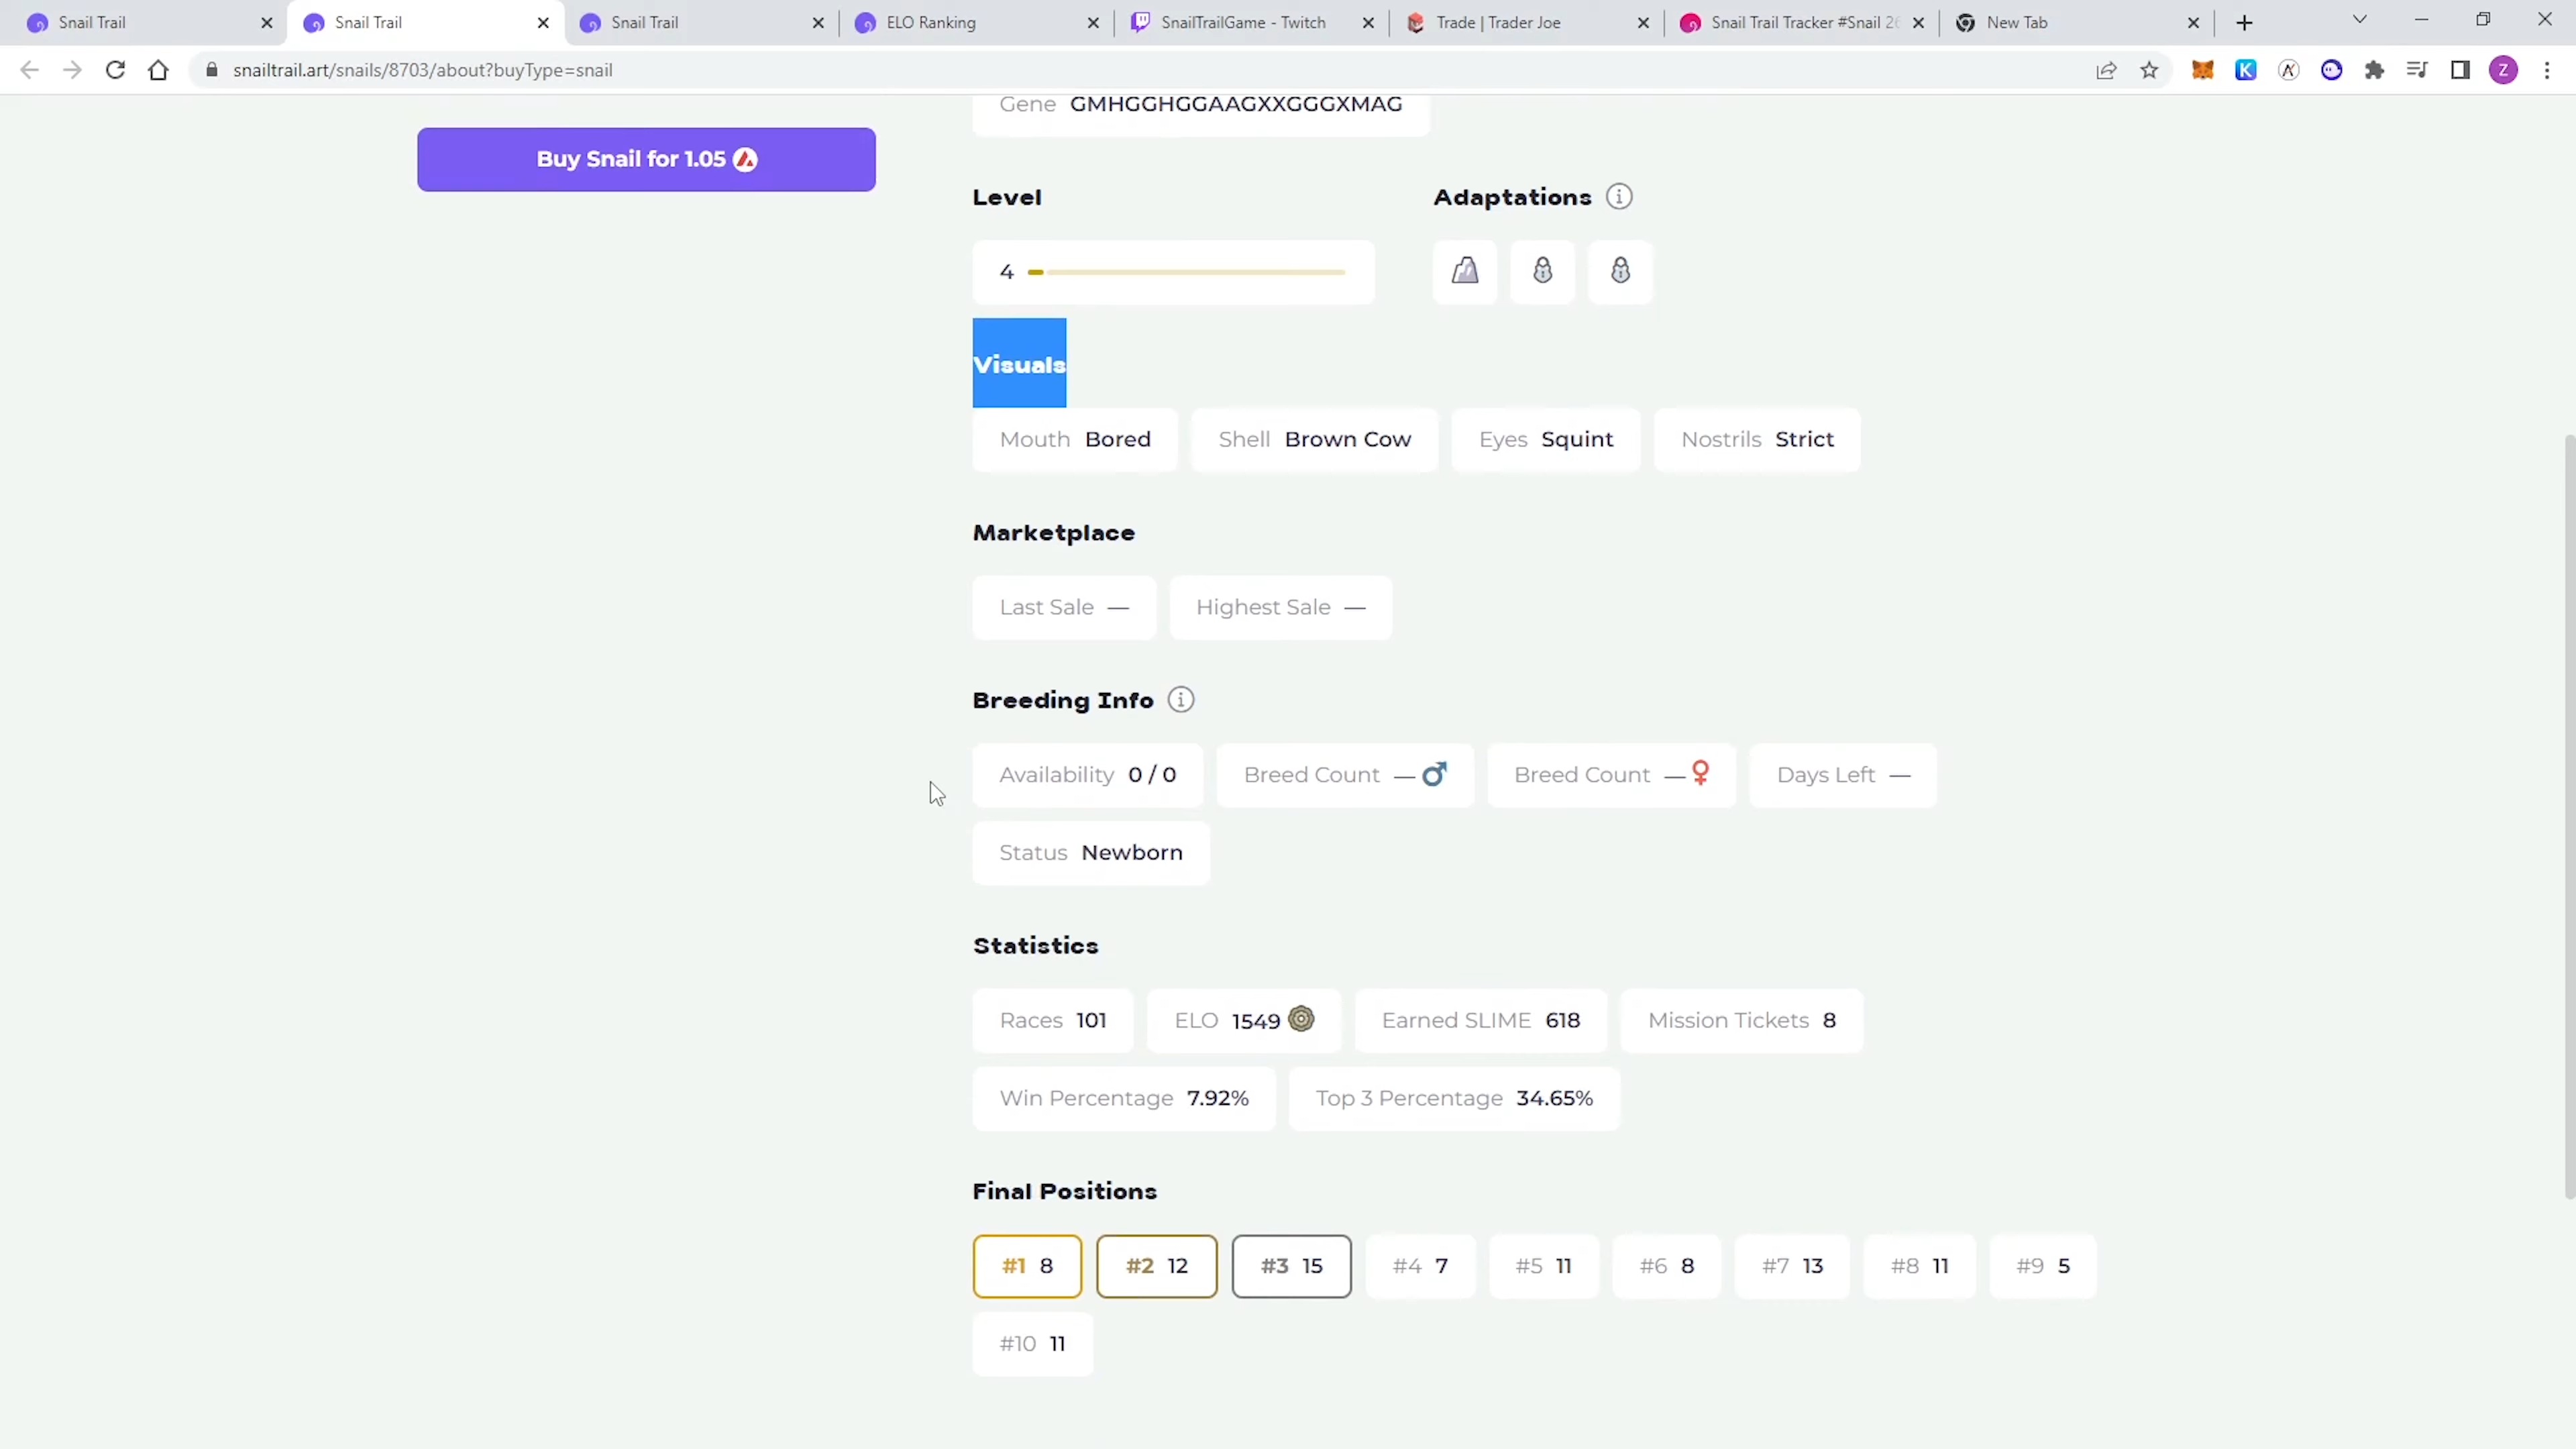 Snail Trail
Snail Trail
Snail Trail
ELO Ranking
SnailTrailGame - Twitch
Trade | Trader Joe
Snail Trail Tracker #Snail 26
New Tab
snailtrail.art/snails/8703/about?buyType=snail
K
Z
Gene GMHGGHGGAAGXXGGGXMAG
Buy Snail for 1.05
Level
Adaptations
4
Visuals
Mouth Bored
Shell Brown Cow
Eyes Squint
Nostrils Strict
Marketplace
Last Sale —
Highest Sale —
Breeding Info
Availability 0 / 0
Breed Count — ♂
Breed Count — ♀
Days Left —
Status Newborn
Statistics
Races 101
ELO 1549
Earned SLIME 618
Mission Tickets 8
Win Percentage 7.92%
Top 3 Percentage 34.65%
Final Positions
#1 8
#2 12
#3 15
#4 7
#5 11
#6 8
#7 13
#8 11
#9 5
#10 11